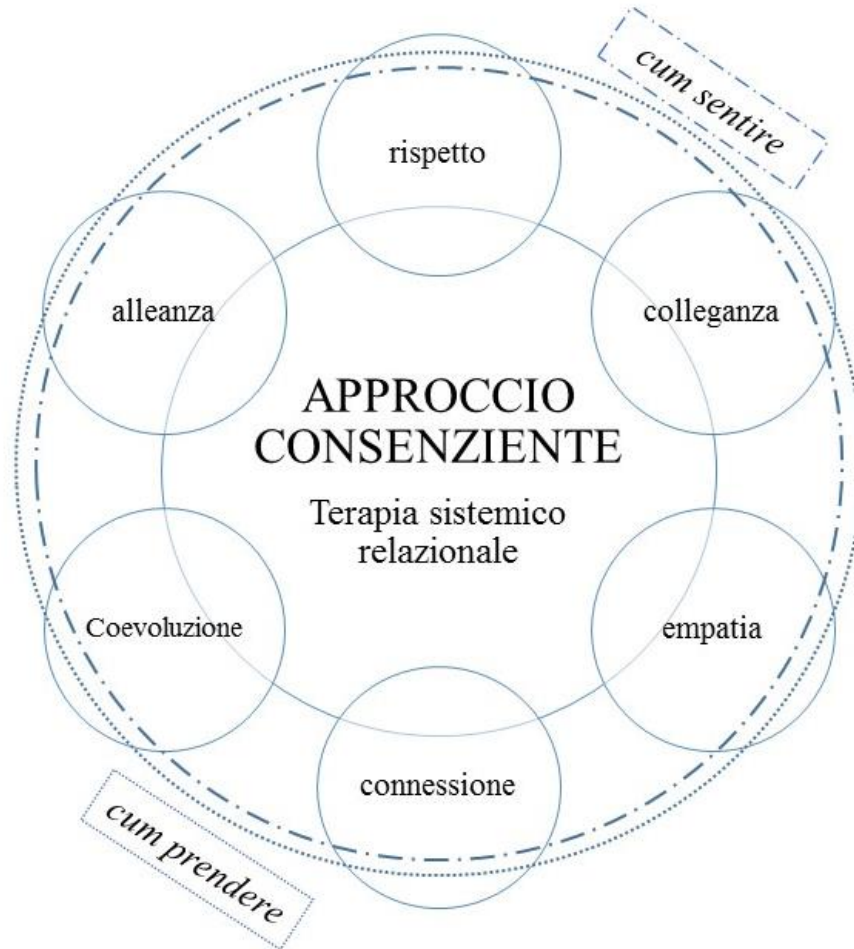 cum sentire
rispetto
alleanza
colleganza
APPROCCIO
CONSENZIENTE
Terapia sistemico
relazionale
Coevoluzione
empatia
connessione
cum prendere